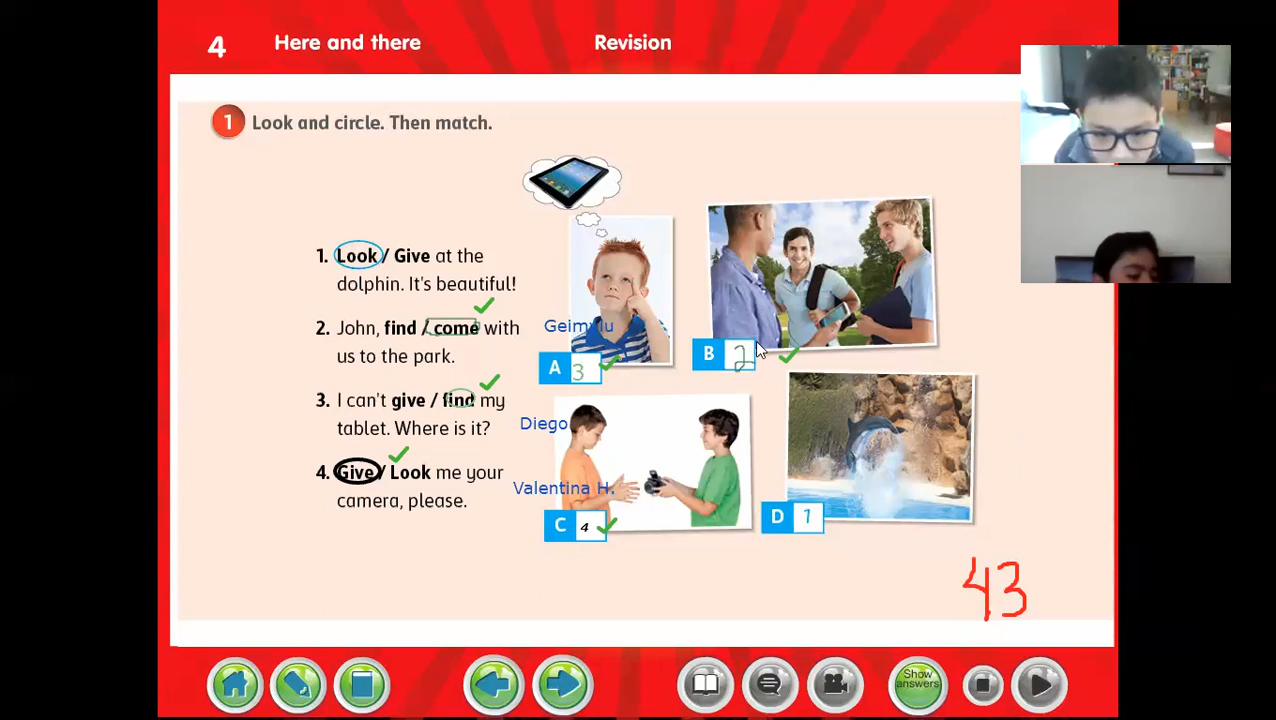 4 Here and there Revision
1 Look and circle. Then match.
1. Look / Give at the
dolphin. It's beautiful!
2. John, find / come with
us to the park.
3. I can't give / find my
tablet. Where is it?
4. Give / Look me your
camera, please.
A 3
B 2
Diego
Valentina H.
C 4
D 1
43
Show
answers